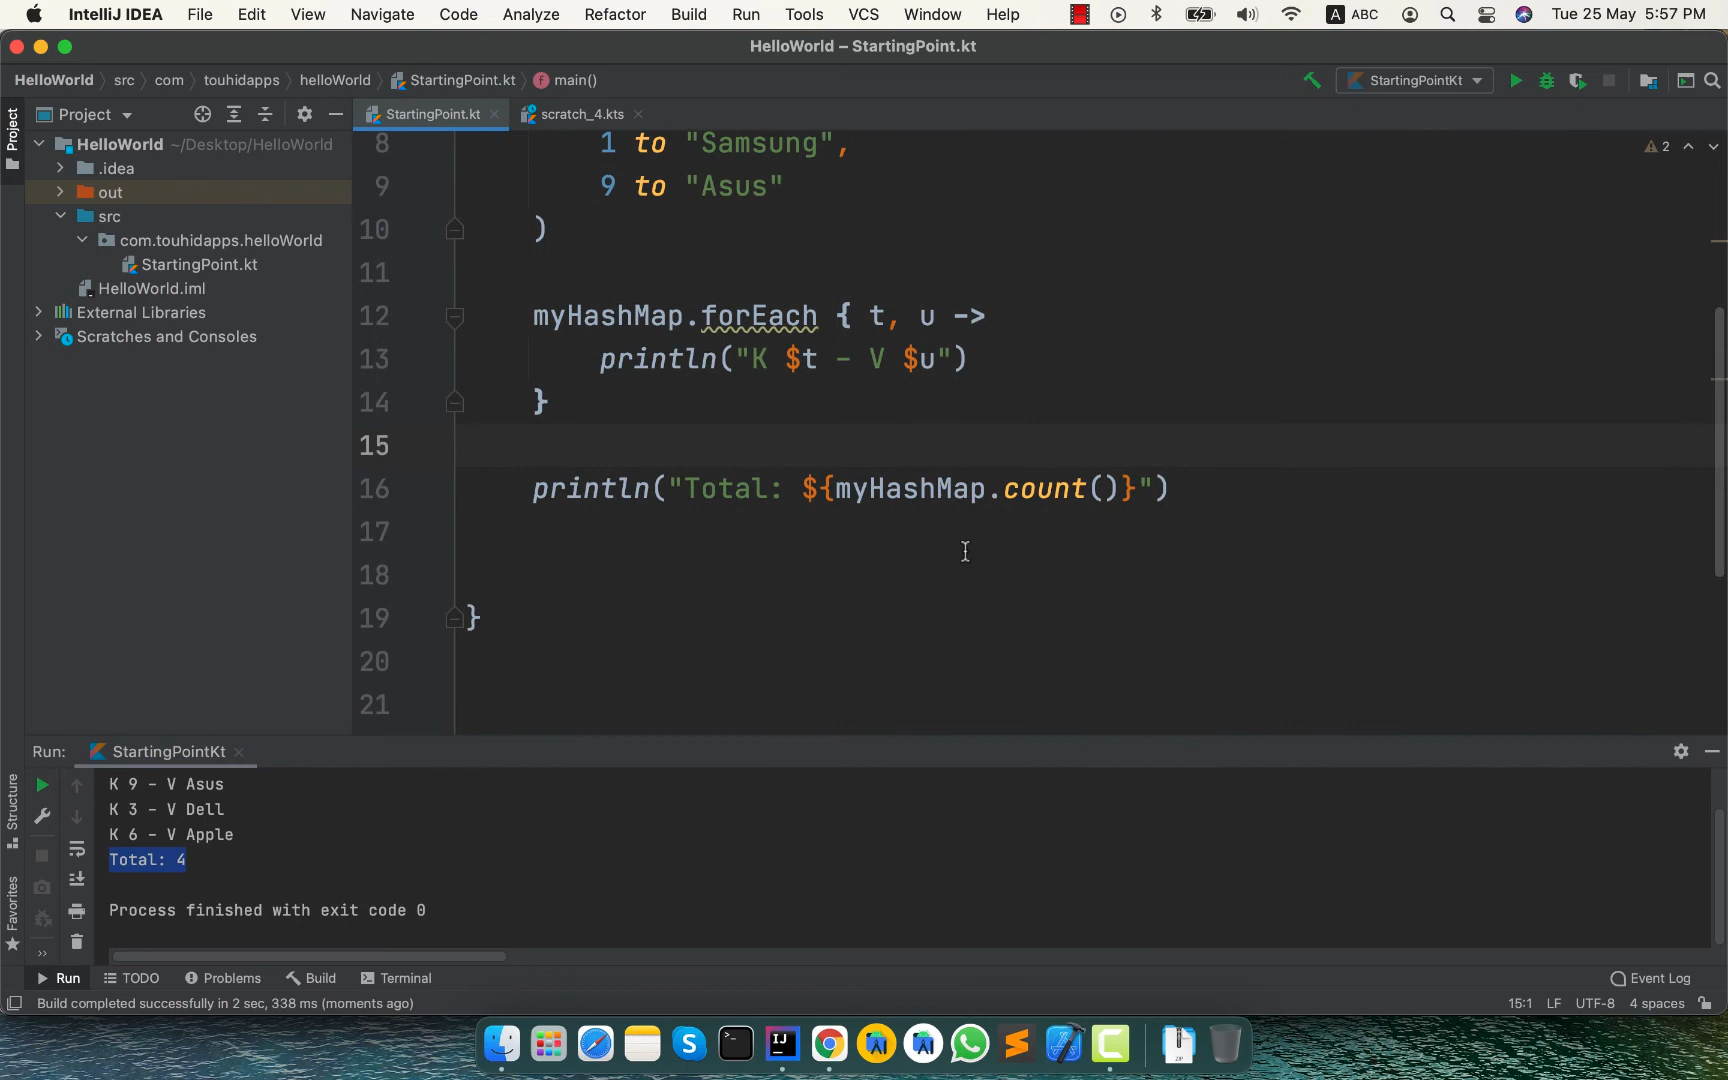 IntelliJ IDEA File Edit View Navigate Code Analyze Refactor Build Run Tools VCS Window Help A ABC Tue 25 May 5:57 PM
HelloWorld – StartingPoint.kt
HelloWorld src com touhidapps helloWorld StartingPoint.kt main() StartingPointKt
Project StartingPoint.kt scratch_4.kts
Project
HelloWorld ~/Desktop/HelloWorld
.idea
out
src
com.touhidapps.helloWorld
StartingPoint.kt
HelloWorld.iml
External Libraries
Scratches and Consoles
2
8 1 to "Samsung",
9 9 to "Asus"
10 )
11
12 myHashMap.forEach { t, u ->
13 println("K $t - V $u")
14 }
15
16 println("Total: ${myHashMap.count()}")
17
18
19 }
20
21
Run: StartingPointKt
K 9 - V Asus
K 3 - V Dell
K 6 - V Apple
Total: 4
Process finished with exit code 0
Structure
Favorites
Run TODO Problems Build Terminal Event Log
Build completed successfully in 2 sec, 338 ms (moments ago) 15:1 LF UTF-8 4 spaces
IJ
ZIP